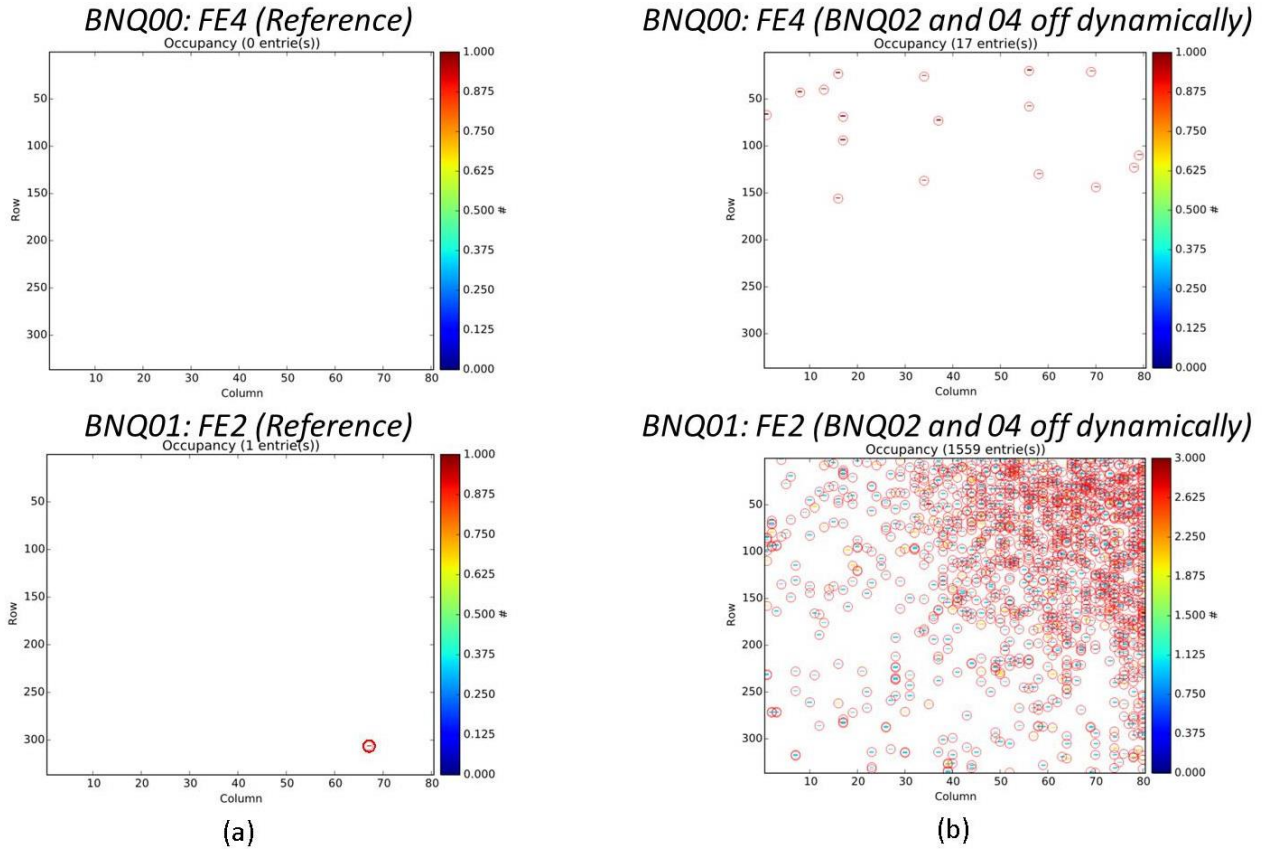 BNQ00: FE4 (Reference)
Occupancy (0 entrie(s))
50
100
150
200
250
300
Row
10 20 30 40 50 60 70 80
Column
1.000
0.875
0.750
0.625
0.500
0.375
0.250
0.125
0.000
#
BNQ00: FE4 (BNQ02 and 04 off dynamically)
Occupancy (17 entrie(s))
50
100
150
200
250
300
Row
10 20 30 40 50 60 70 80
Column
1.000
0.875
0.750
0.625
0.500
0.375
0.250
0.125
0.000
#
BNQ01: FE2 (Reference)
Occupancy (1 entrie(s))
50
100
150
200
250
300
Row
10 20 30 40 50 60 70 80
Column
1.000
0.875
0.750
0.625
0.500
0.375
0.250
0.125
0.000
#
BNQ01: FE2 (BNQ02 and 04 off dynamically)
Occupancy (1559 entrie(s))
50
100
150
200
250
300
Row
10 20 30 40 50 60 70 80
Column
3.000
2.625
2.250
1.875
1.500
1.125
0.750
0.375
0.000
#
(a)
(b)